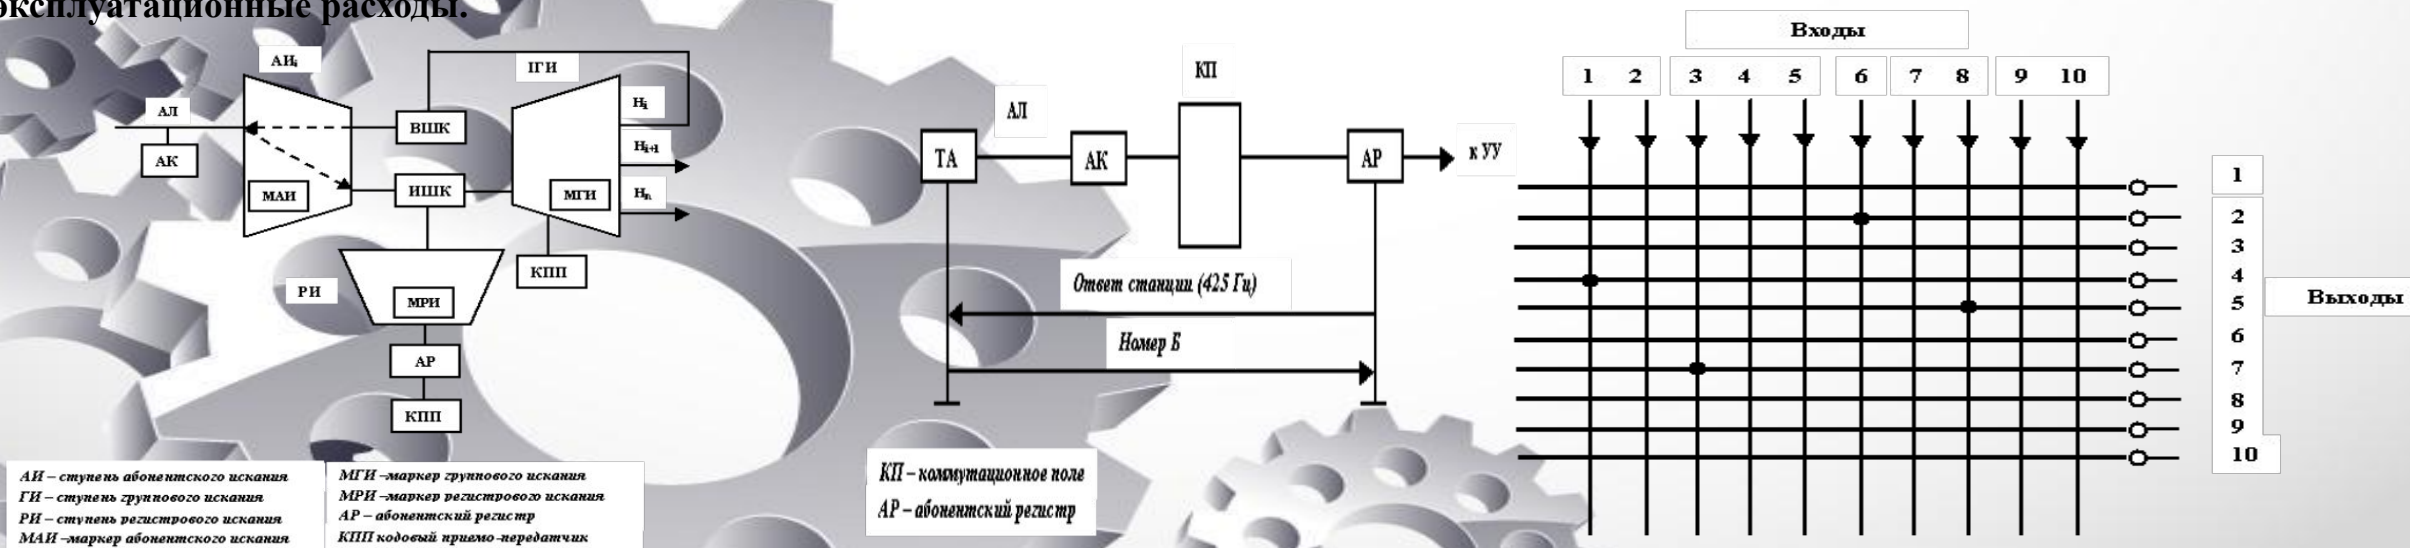 эксплуатационные расходы.
АИi
IГИ
АЛ
АК
МАИ
ВШК
ИШК
МГИ
Нi
Нi+1
Нn
КПП
РИ
МРИ
АР
КПП
АИ – ступень абонентского искания
ГИ – ступень группового искания
РИ – ступень регистрового искания
МАИ –маркер абонентского искания
МГИ –маркер группового искания
МРИ –маркер регистрового искания
АР – абонентский регистр
КПП кодовый приемо-передатчик
КП
АЛ
ТА
АК
АР
к УУ
Ответ станции (425 Гц)
Номер Б
КП – коммутационное поле
АР – абонентский регистр
Входы
1 2 3 4 5 6 7 8 9 10
1
2
3
4
5
6
7
8
9
10
Выходы